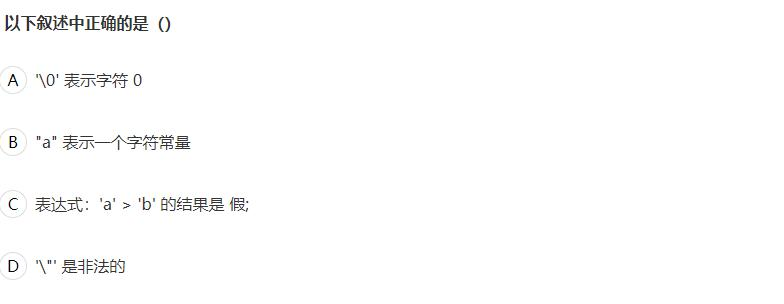 以下叙述中正确的是（）
A '\0' 表示字符 0
B "a" 表示一个字符常量
C 表达式：'a' > 'b' 的结果是 假;
D '\"' 是非法的